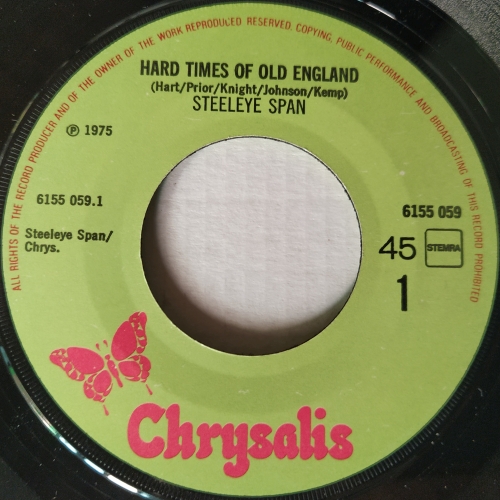 ALL RIGHTS OF THE RECORD PRODUCER AND OF THE OWNER OF THE WORK REPRODUCED RESERVED. COPYING, PUBLIC PERFORMANCE AND BROADCASTING OF THIS RECORD PROHIBITED
HARD TIMES OF OLD ENGLAND
(Hart/Prior/Knight/Johnson/Kemp)
STEELEYE SPAN
℗ 1975
6155 059.1
6155 059
Steeleye Span/
Chrys.
45 STEMRA
1
Chrysalis